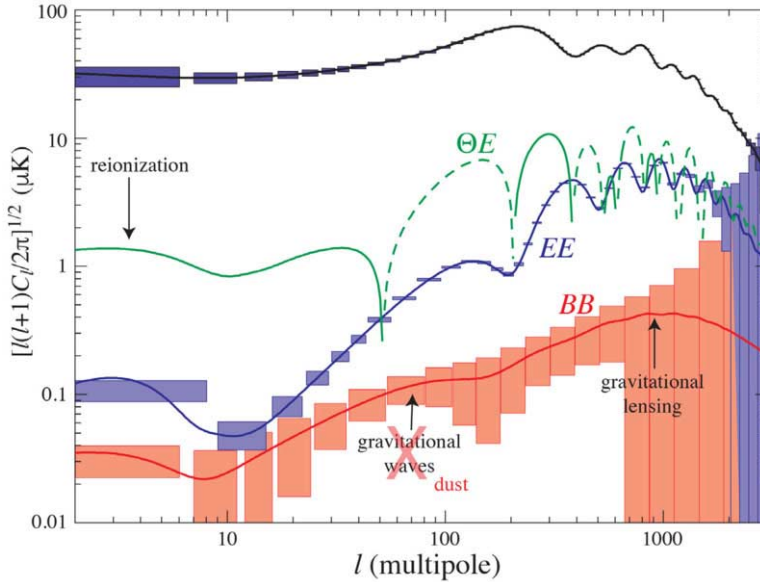 100
10
1
0.1
0.01
[l(l+1)C_l/2π]^{1/2} (μK)
reionization
ΘE
EE
BB
gravitational
lensing
gravitational
waves
X
dust
10
100
1000
l (multipole)